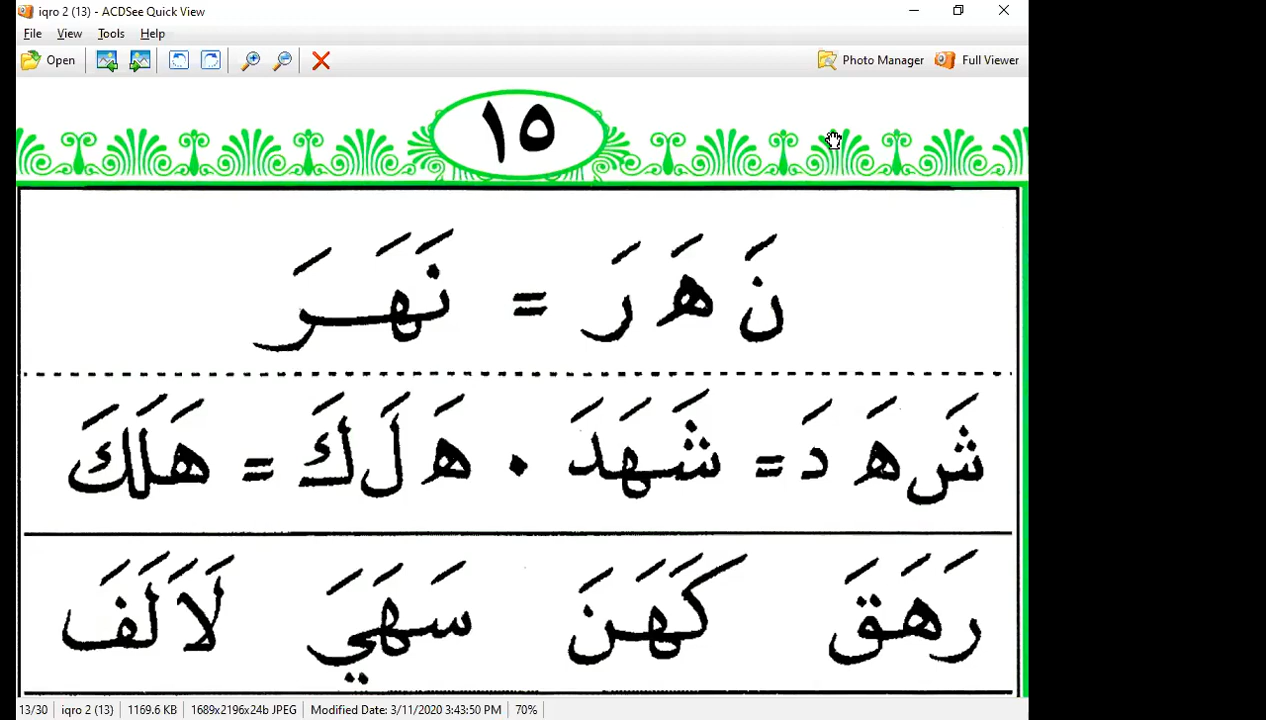 iqro 2 (13) - ACDSee Quick View
File View Tools Help
Open Photo Manager Full Viewer
١٥
نَ هَ رَ = نَهَرَ
شَ هَ دَ = شَهَدَ • هَ لَ كَ = هَلَكَ
رَهَقَ كَهَنَ سَهَيَ لَاَلَفَ
13/30 iqro 2 (13) 1169.6 KB 1689x2196x24b JPEG Modified Date: 3/11/2020 3:43:50 PM 70%